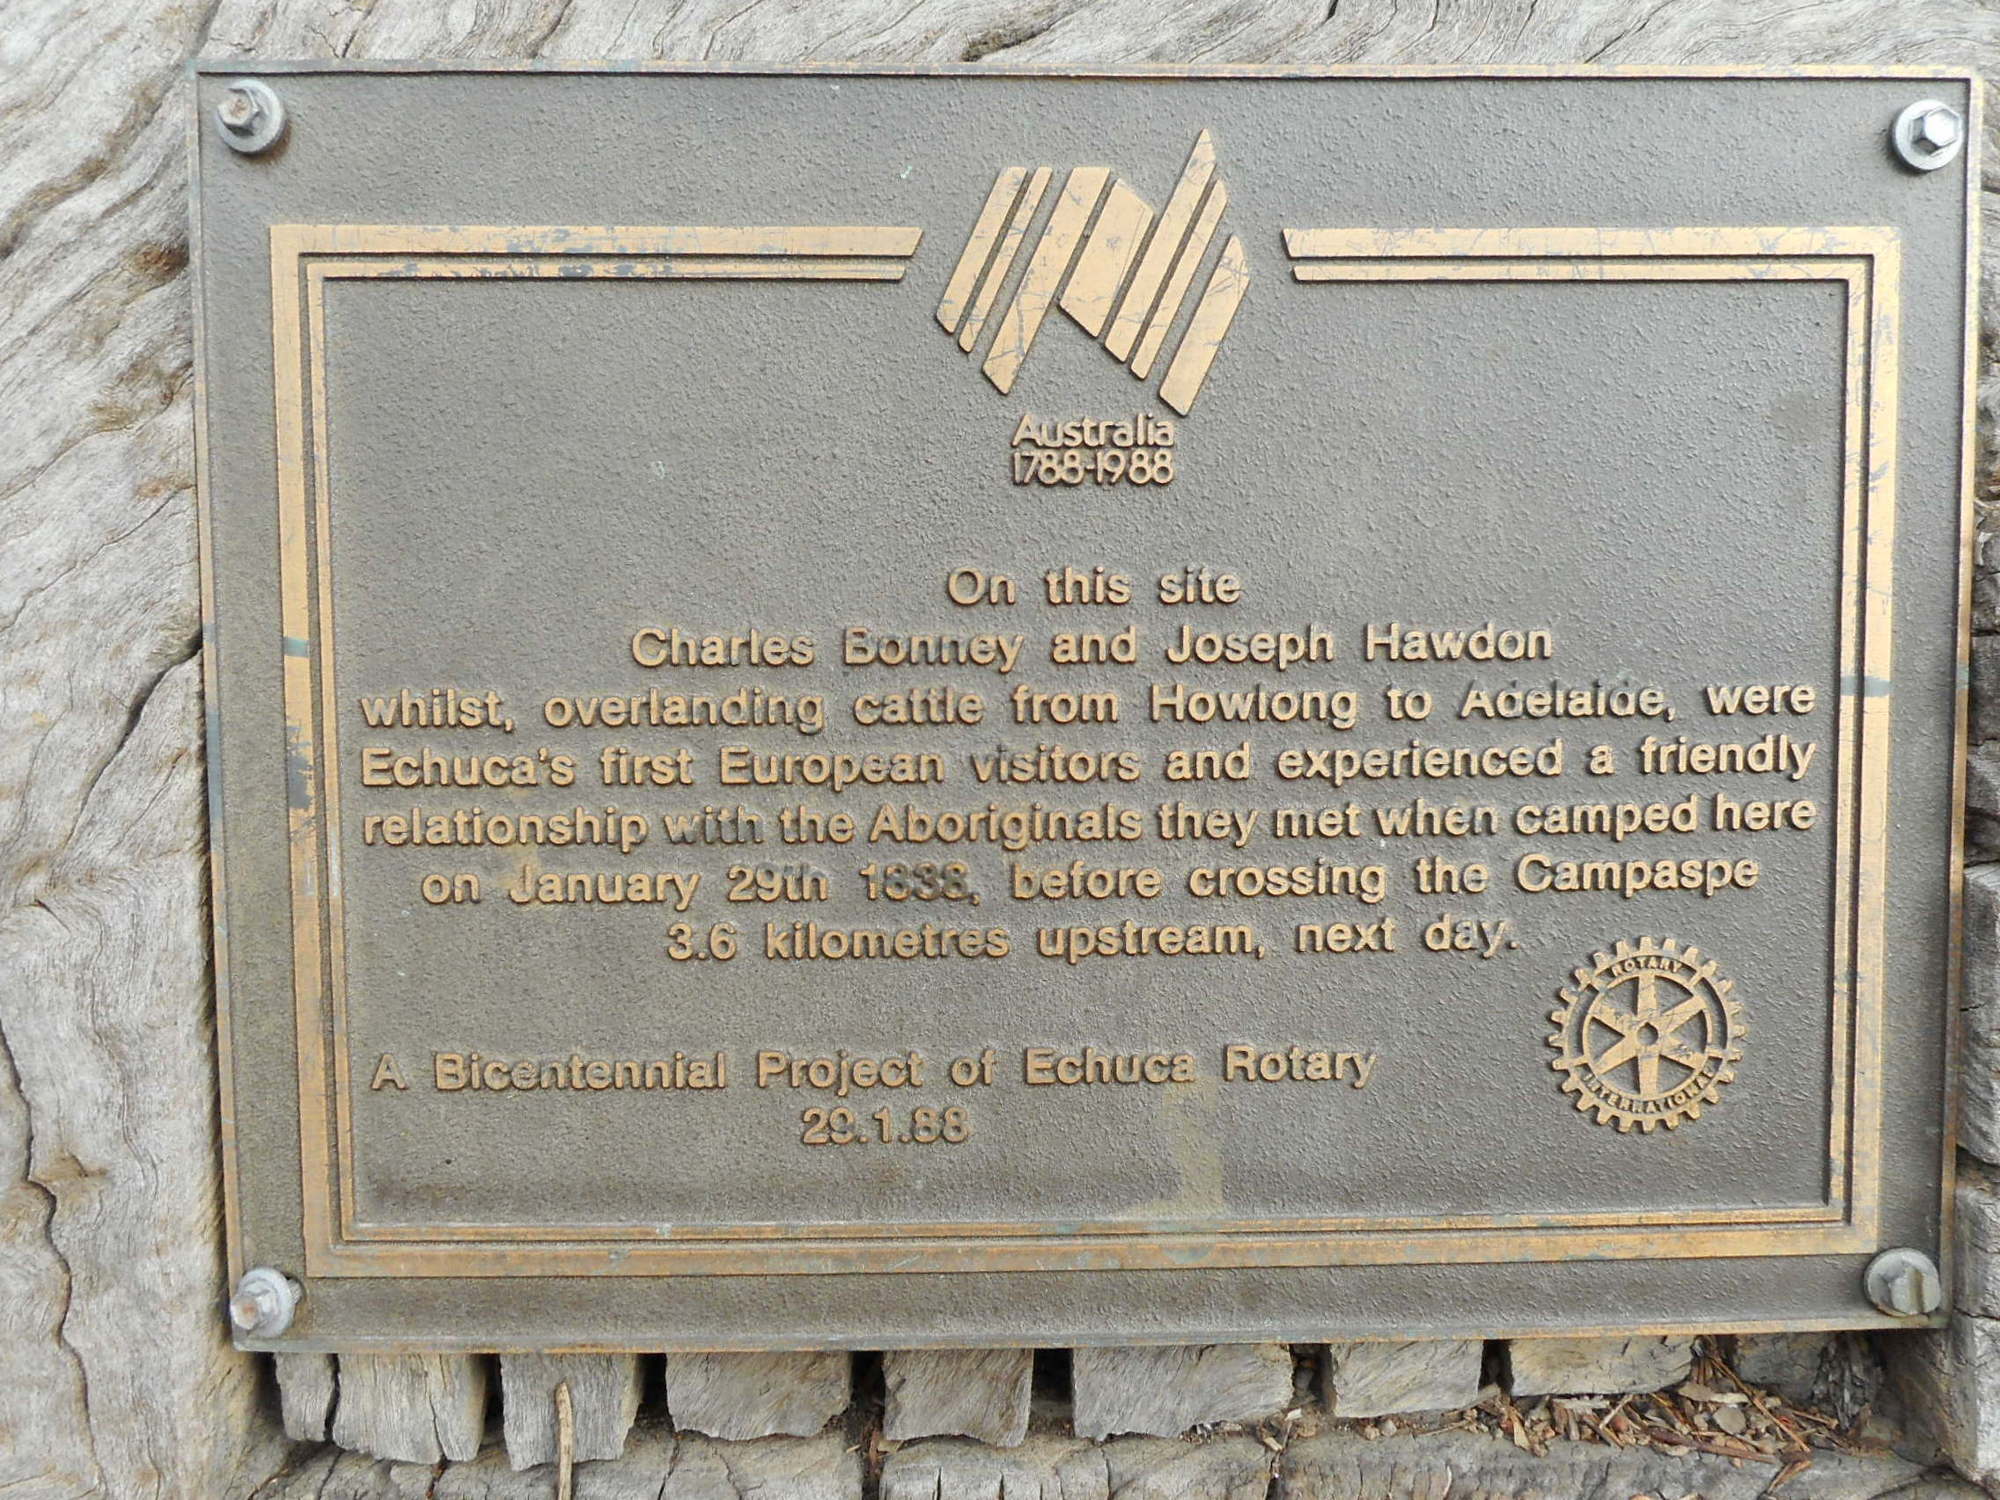 Australia
1788-1988
On this site
Charles Bonney and Joseph Hawdon
whilst, overlanding cattle from Howlong to Adelaide, were
Echuca's first European visitors and experienced a friendly
relationship with the Aboriginals they met when camped here
on January 29th 1838, before crossing the Campaspe
3.6 kilometres upstream, next day.
ROTARY
INTERNATIONAL
A Bicentennial Project of Echuca Rotary
29.1.88